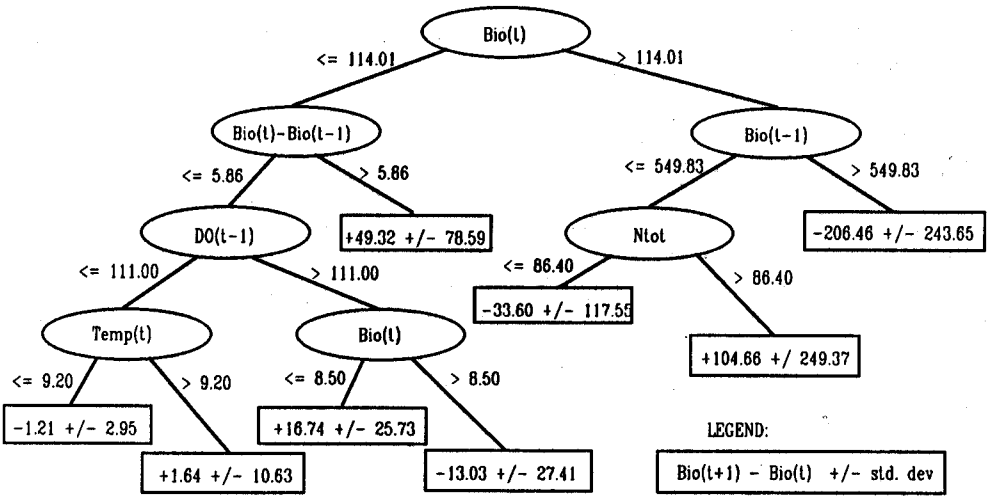 Bio(t)
<= 114.01
> 114.01
Bio(t)-Bio(t-1)
Bio(t-1)
<= 5.86
> 5.86
<= 549.83
> 549.83
DO(t-1)
+49.32 +/- 78.59
Ntot
-206.46 +/- 243.65
<= 111.00
> 111.00
<= 86.40
> 86.40
-33.60 +/- 117.55
Temp(t)
Bio(t)
+104.66 +/ 249.37
<= 9.20
> 9.20
<= 8.50
> 8.50
-1.21 +/- 2.95
+16.74 +/- 25.73
LEGEND:
+1.64 +/- 10.63
-13.03 +/- 27.41
Bio(t+1) - Bio(t) +/- std. dev